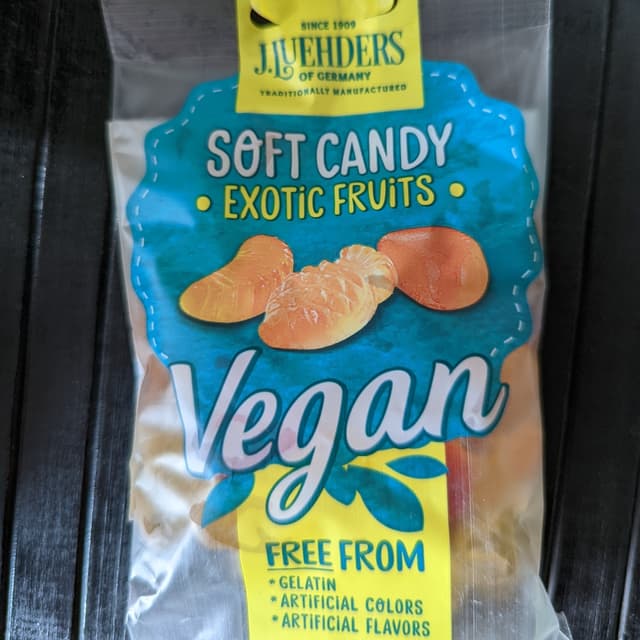 SINCE 1909
J.LUEHDERS
OF GERMANY
TRADITIONALLY MANUFACTURED
SOFT CANDY
• EXOTIC FRUITS •
Vegan
FREE FROM
* GELATIN
* ARTIFICIAL COLORS
* ARTIFICIAL FLAVORS